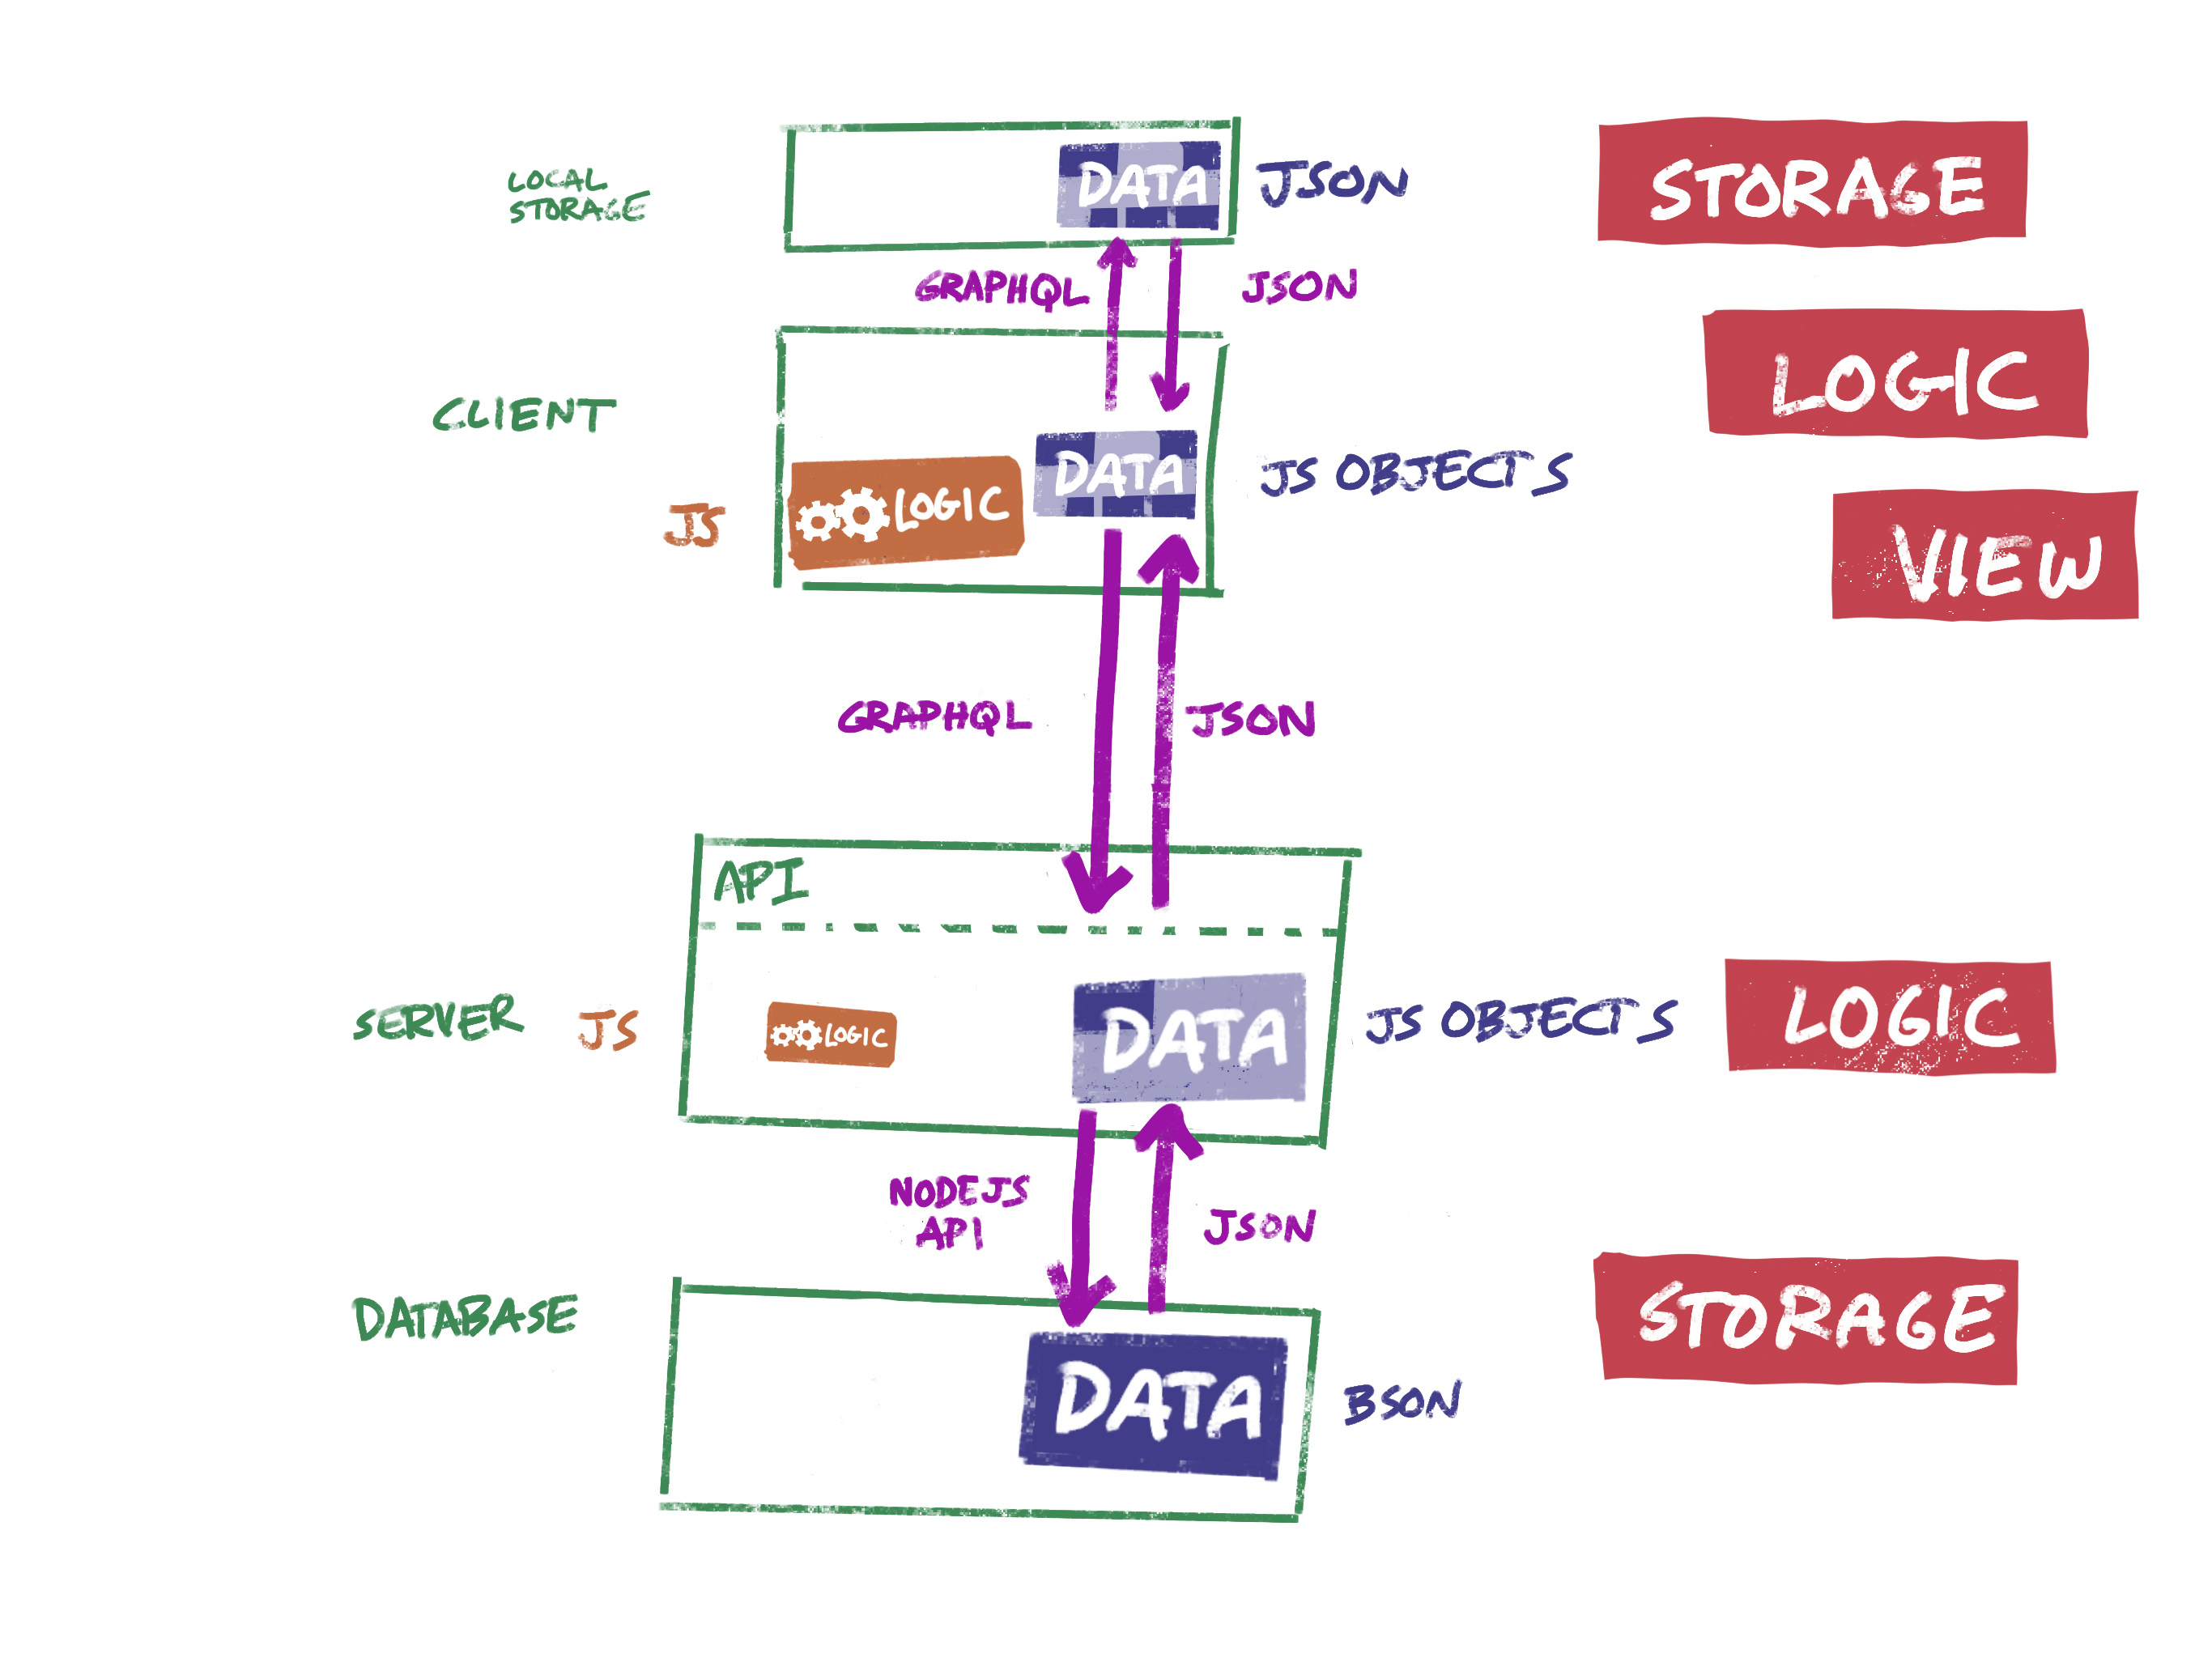 LOCAL
STORAGE
DATA
JSON
STORAGE
GRAPHQL
JSON
LOGIC
CLIENT
DATA
JS OBJECTS
JS
LOGIC
VIEW
GRAPHQL
JSON
API
SERVER
JS
LOGIC
DATA
JS OBJECTS
LOGIC
NODEJS
API
JSON
DATABASE
STORAGE
DATA
BSON